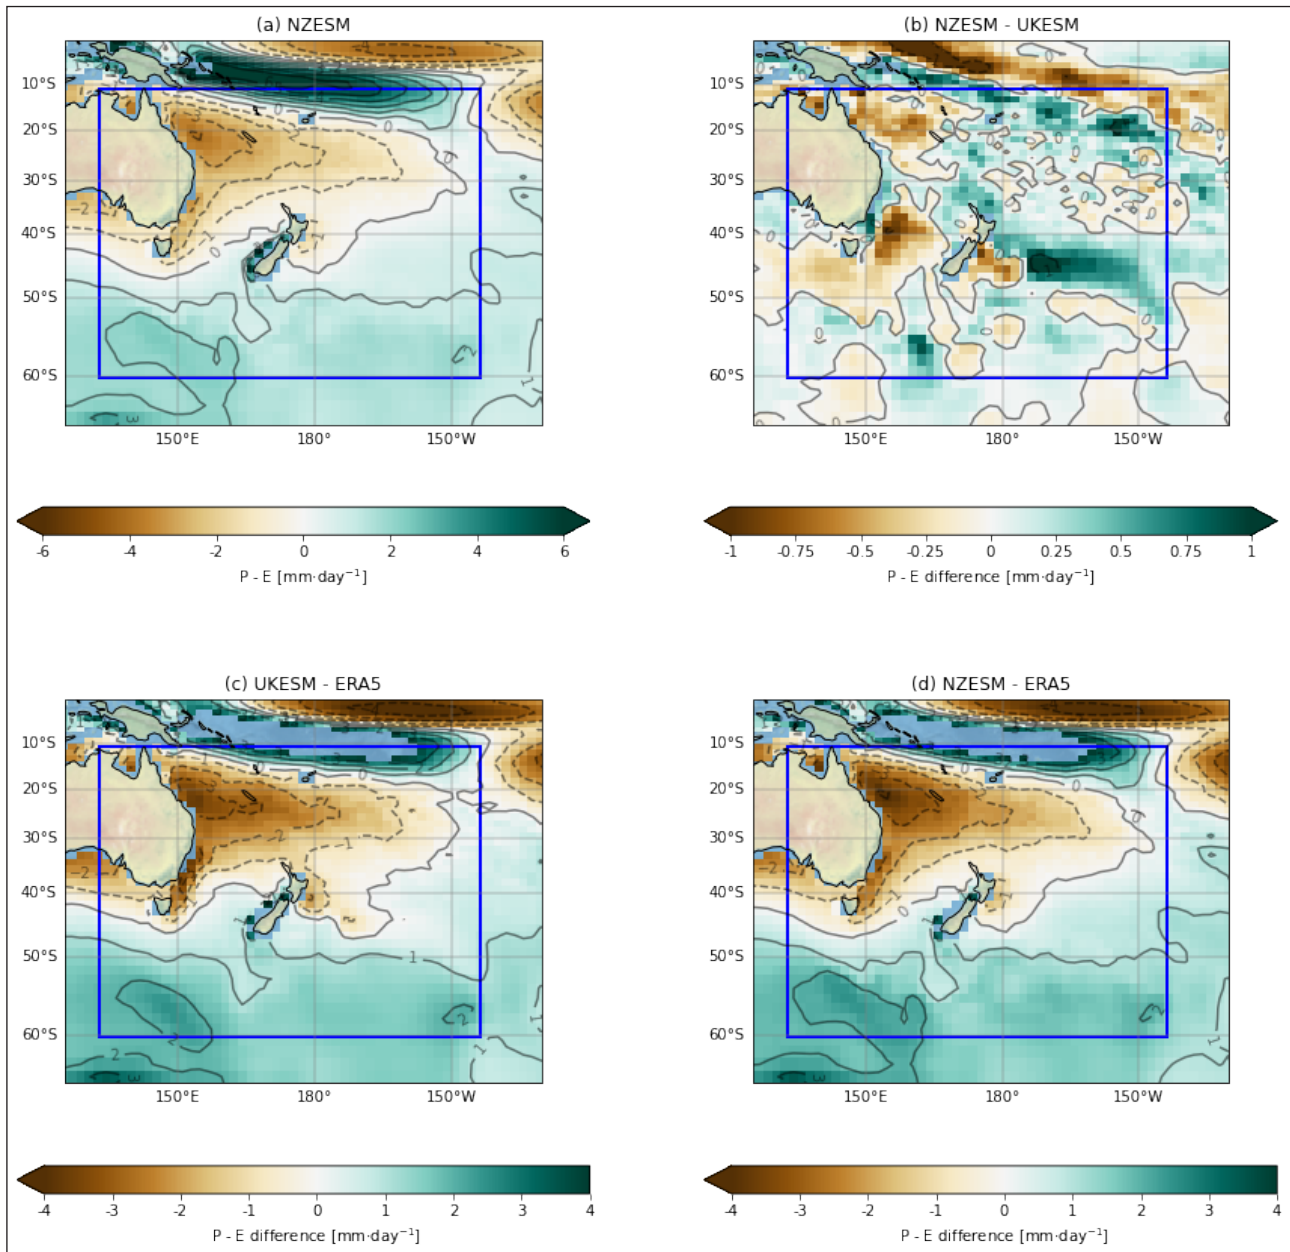 (a) NZESM
(b) NZESM - UKESM
10°S
20°S
30°S
40°S
50°S
60°S
150°E
180°
150°W
10°S
20°S
30°S
40°S
50°S
60°S
150°E
180°
150°W
-6
-4
-2
0
2
4
6
P - E [mm·day⁻¹]
-1
-0.75
-0.5
-0.25
0
0.25
0.5
0.75
1
P - E difference [mm·day⁻¹]
(c) UKESM - ERA5
(d) NZESM - ERA5
10°S
20°S
30°S
40°S
50°S
60°S
150°E
180°
150°W
10°S
20°S
30°S
40°S
50°S
60°S
150°E
180°
150°W
-4
-3
-2
-1
0
1
2
3
4
P - E difference [mm·day⁻¹]
-4
-3
-2
-1
0
1
2
3
4
P - E difference [mm·day⁻¹]